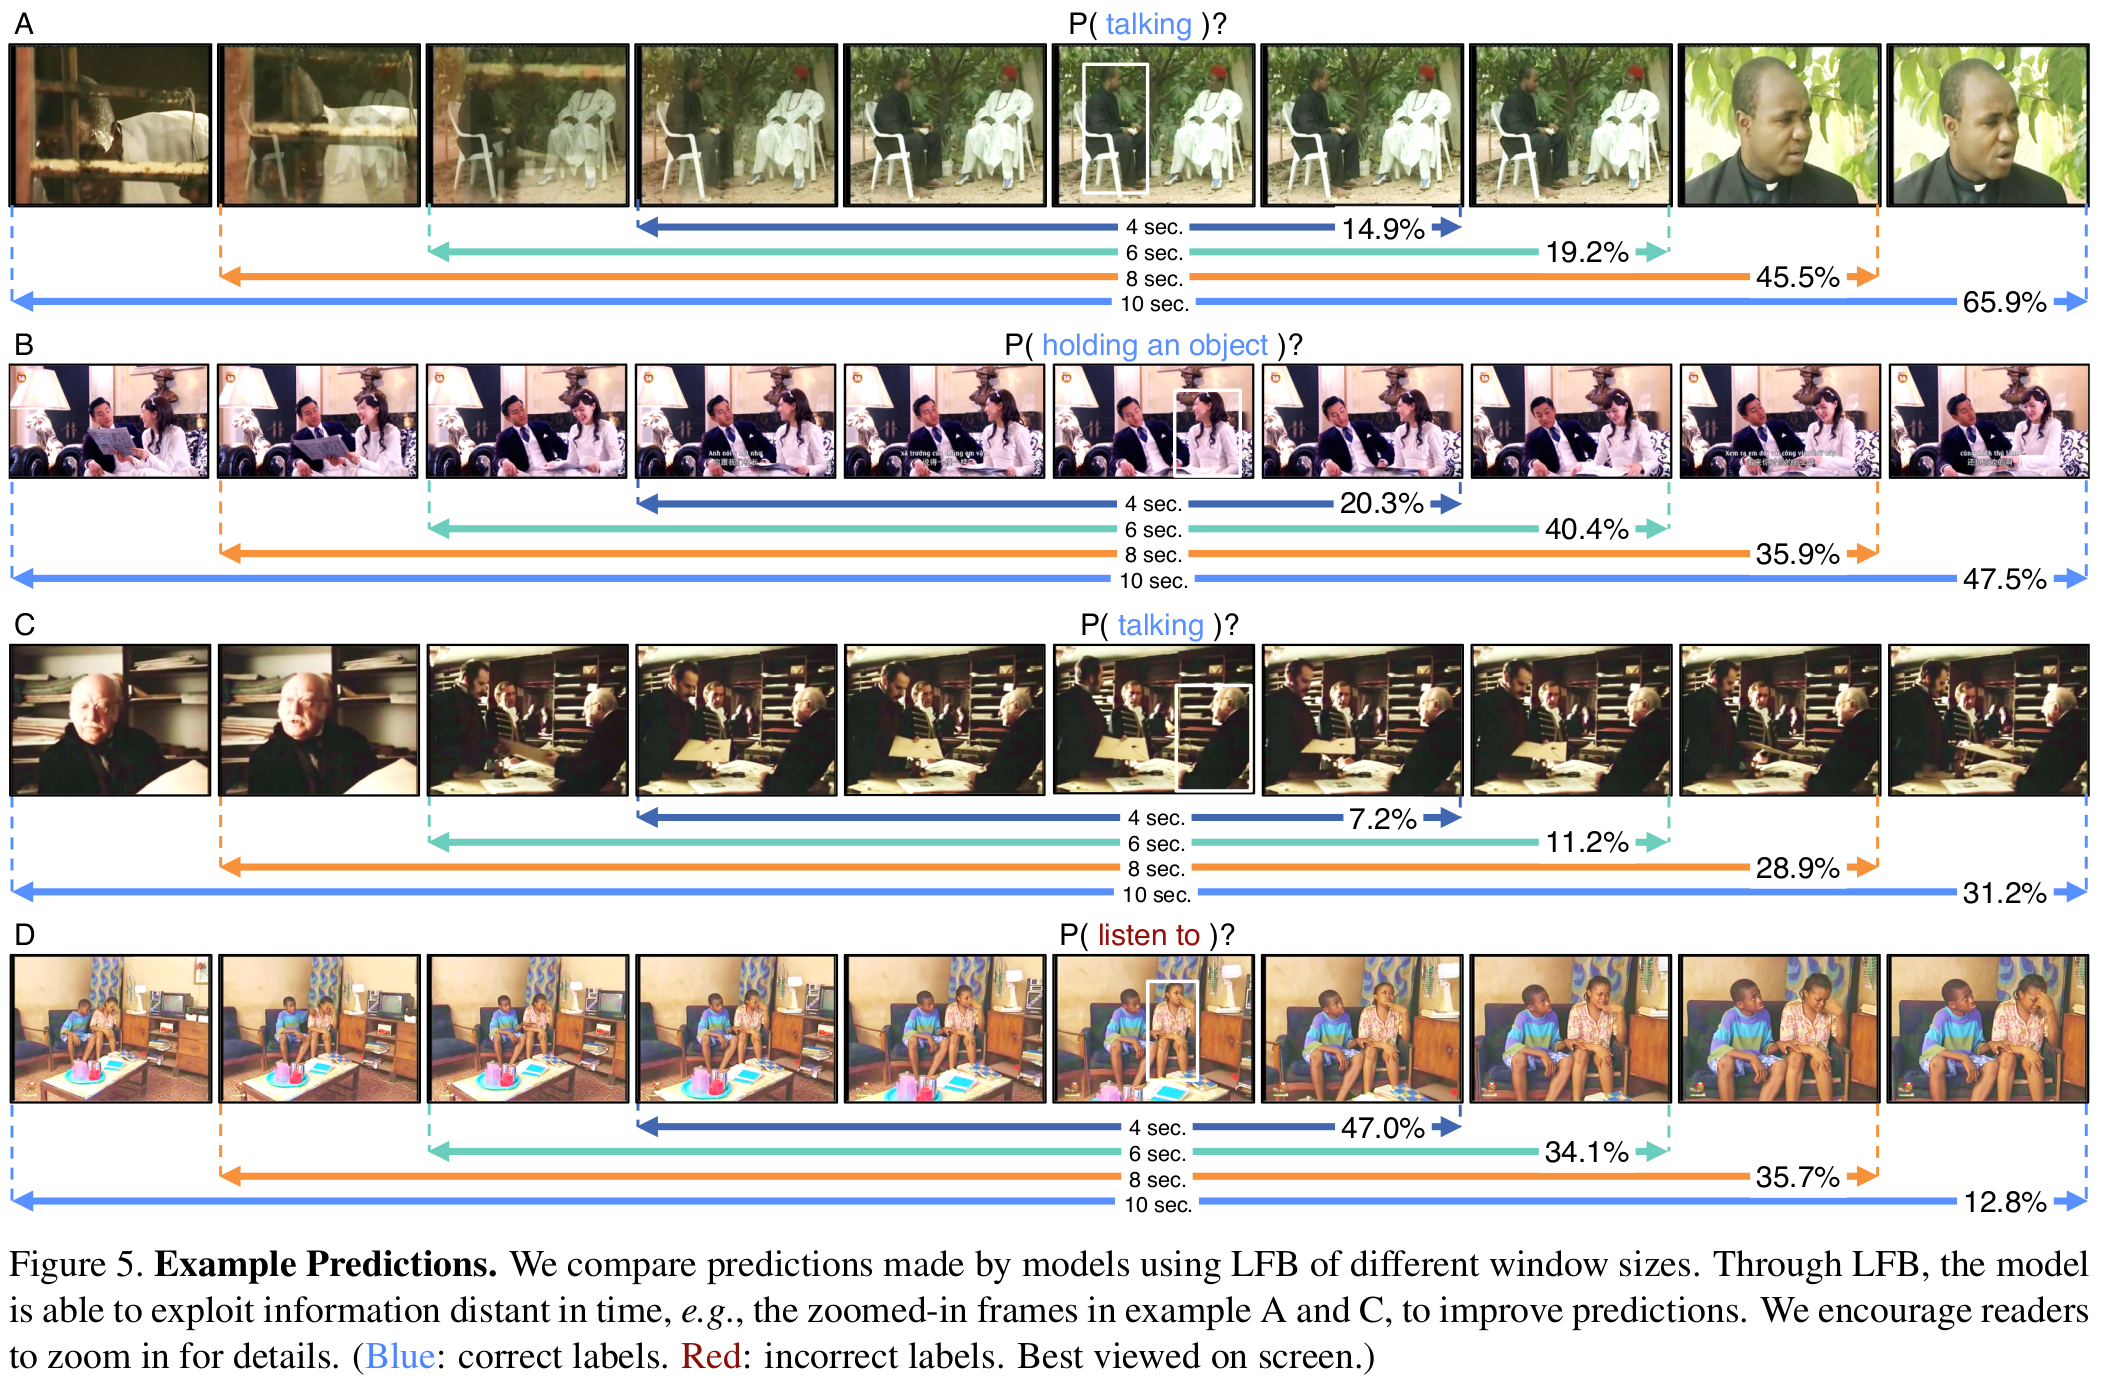 A
P( talking )?
4 sec. 14.9%
6 sec. 19.2%
8 sec. 45.5%
10 sec. 65.9%
B
P( holding an object )?
4 sec. 20.3%
6 sec. 40.4%
8 sec. 35.9%
10 sec. 47.5%
C
P( talking )?
4 sec. 7.2%
6 sec. 11.2%
8 sec. 28.9%
10 sec. 31.2%
D
P( listen to )?
4 sec. 47.0%
6 sec. 34.1%
8 sec. 35.7%
10 sec. 12.8%
Figure 5. Example Predictions. We compare predictions made by models using LFB of different window sizes. Through LFB, the model
is able to exploit information distant in time, e.g., the zoomed-in frames in example A and C, to improve predictions. We encourage readers
to zoom in for details. (Blue: correct labels. Red: incorrect labels. Best viewed on screen.)